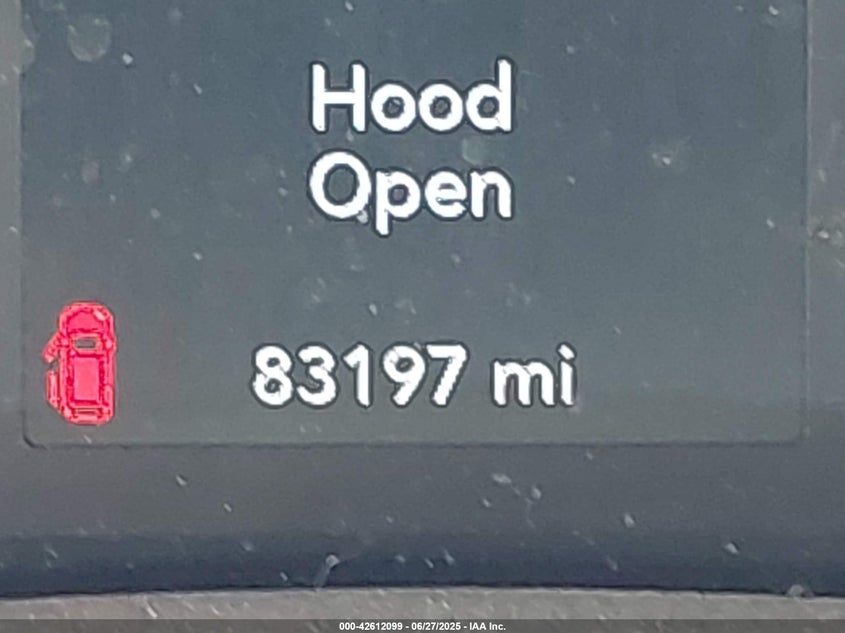 Hood
Open
83197 mi
000-42612099 - 06/27/2025 - IAA Inc.